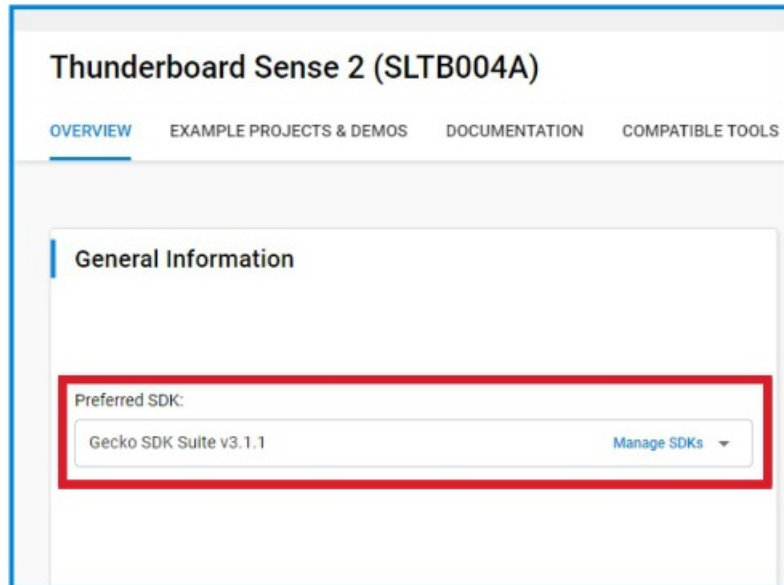 Thunderboard Sense 2 (SLTB004A)
OVERVIEW EXAMPLE PROJECTS & DEMOS DOCUMENTATION COMPATIBLE TOOLS
General Information
Preferred SDK:
Gecko SDK Suite v3.1.1 Manage SDKs